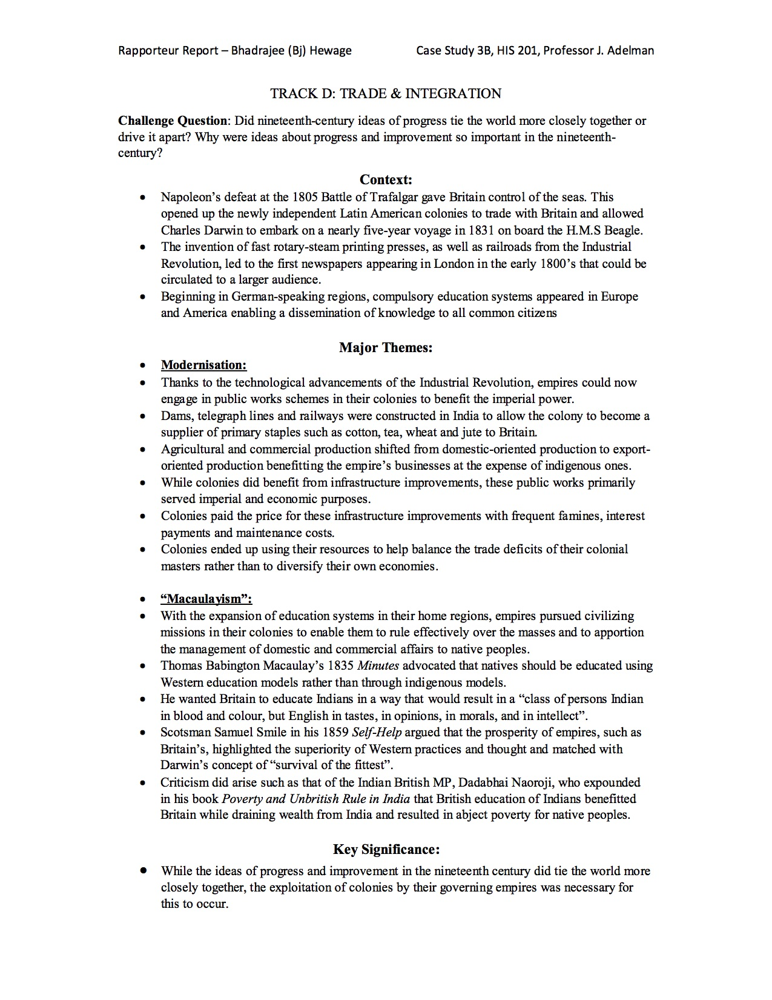 Rapporteur Report – Bhadrajee (Bj) Hewage Case Study 3B, HIS 201, Professor J. Adelman
TRACK D: TRADE & INTEGRATION
Challenge Question: Did nineteenth-century ideas of progress tie the world more closely together or
drive it apart? Why were ideas about progress and improvement so important in the nineteenth-
century?
Context:
• Napoleon’s defeat at the 1805 Battle of Trafalgar gave Britain control of the seas. This
opened up the newly independent Latin American colonies to trade with Britain and allowed
Charles Darwin to embark on a nearly five-year voyage in 1831 on board the H.M.S Beagle.
• The invention of fast rotary-steam printing presses, as well as railroads from the Industrial
Revolution, led to the first newspapers appearing in London in the early 1800’s that could be
circulated to a larger audience.
• Beginning in German-speaking regions, compulsory education systems appeared in Europe
and America enabling a dissemination of knowledge to all common citizens
Major Themes:
• Modernisation:
• Thanks to the technological advancements of the Industrial Revolution, empires could now
engage in public works schemes in their colonies to benefit the imperial power.
• Dams, telegraph lines and railways were constructed in India to allow the colony to become a
supplier of primary staples such as cotton, tea, wheat and jute to Britain.
• Agricultural and commercial production shifted from domestic-oriented production to export-
oriented production benefitting the empire’s businesses at the expense of indigenous ones.
• While colonies did benefit from infrastructure improvements, these public works primarily
served imperial and economic purposes.
• Colonies paid the price for these infrastructure improvements with frequent famines, interest
payments and maintenance costs.
• Colonies ended up using their resources to help balance the trade deficits of their colonial
masters rather than to diversify their own economies.
• “Macaulayism”:
• With the expansion of education systems in their home regions, empires pursued civilizing
missions in their colonies to enable them to rule effectively over the masses and to apportion
the management of domestic and commercial affairs to native peoples.
• Thomas Babington Macaulay’s 1835 Minutes advocated that natives should be educated using
Western education models rather than through indigenous models.
• He wanted Britain to educate Indians in a way that would result in a “class of persons Indian
in blood and colour, but English in tastes, in opinions, in morals, and in intellect”.
• Scotsman Samuel Smile in his 1859 Self-Help argued that the prosperity of empires, such as
Britain’s, highlighted the superiority of Western practices and thought and matched with
Darwin’s concept of “survival of the fittest”.
• Criticism did arise such as that of the Indian British MP, Dadabhai Naoroji, who expounded
in his book Poverty and Unbritish Rule in India that British education of Indians benefitted
Britain while draining wealth from India and resulted in abject poverty for native peoples.
Key Significance:
• While the ideas of progress and improvement in the nineteenth century did tie the world more
closely together, the exploitation of colonies by their governing empires was necessary for
this to occur.